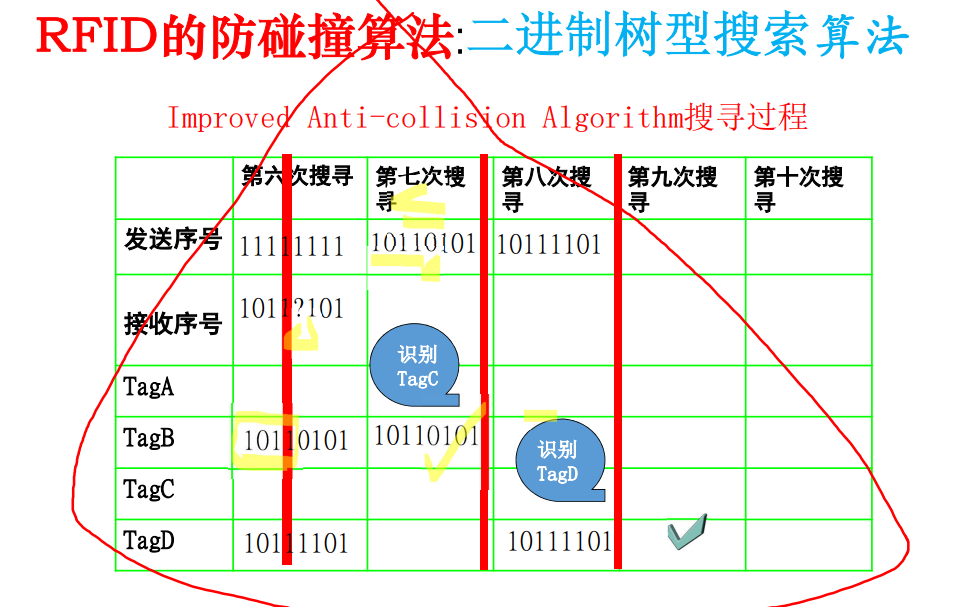 RFID的防碰撞算法:二进制树型搜索算法
Improved Anti-collision Algorithm搜寻过程
第六次搜寻 第七次搜寻 第八次搜寻 第九次搜寻 第十次搜寻
发送序号 11111111 10110101 10111101
接收序号 1011?101
识别
TagC
TagA
TagB 10110101 10110101
识别
TagD
TagC
TagD 10111101 10111101